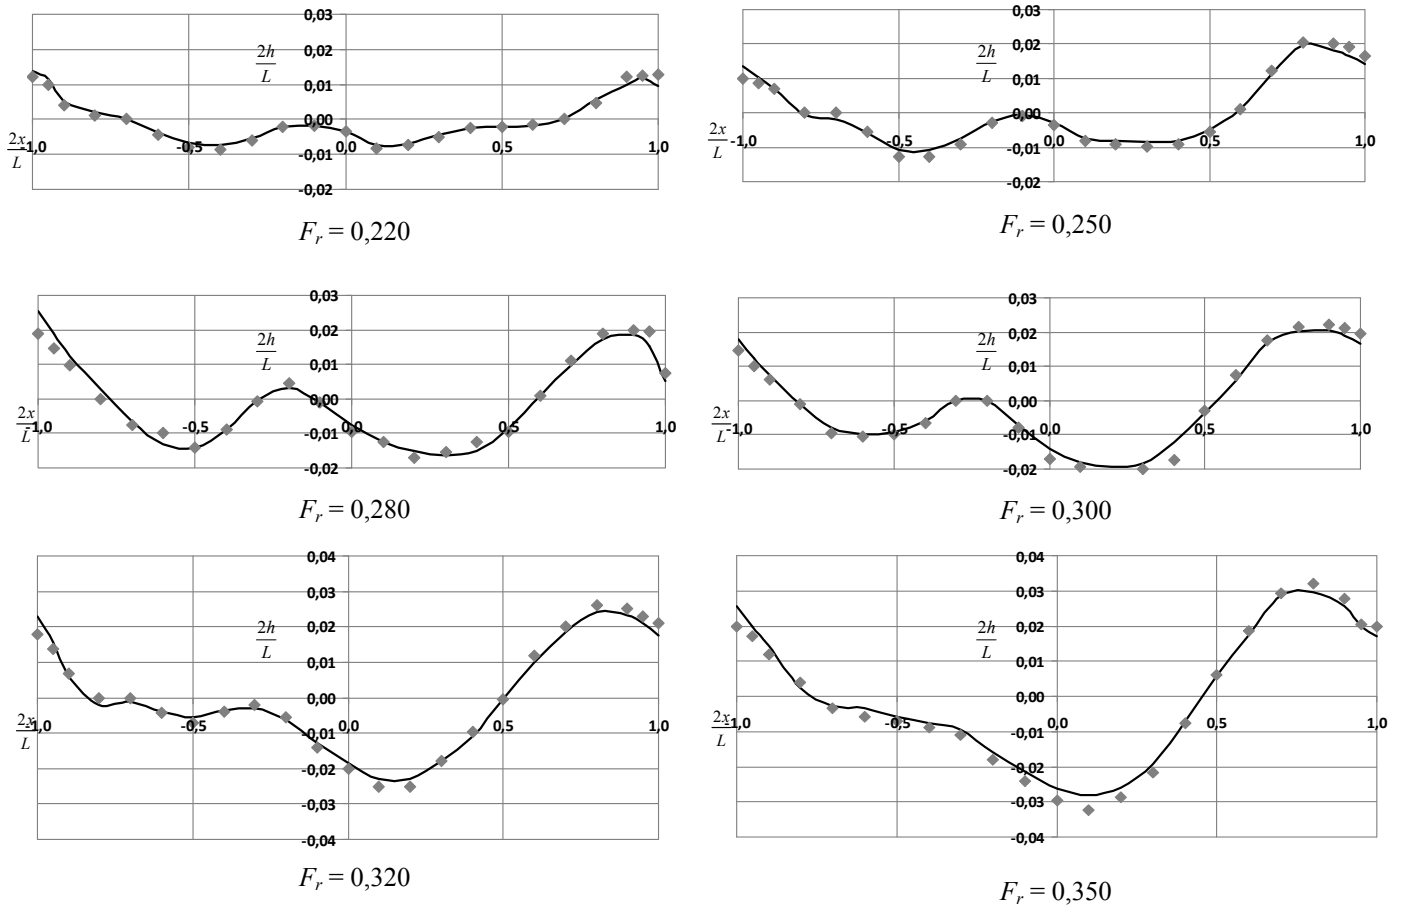 0,03
0,02
0,01
0,00
-0,01
-0,02
2h
L
2x
L
-1,0 -0,5 0,0 0,5 1,0
F_r = 0,220
0,03
0,02
0,01
0,00
-0,01
-0,02
2h
L
2x
L
-1,0 -0,5 0,0 0,5 1,0
F_r = 0,250
0,03
0,02
0,01
0,00
-0,01
-0,02
2h
L
2x
L
-1,0 -0,5 0,0 0,5 1,0
F_r = 0,280
0,03
0,02
0,01
0,00
-0,01
-0,02
2h
L
2x
L
-1,0 -0,5 0,0 0,5 1,0
F_r = 0,300
0,04
0,03
0,02
0,01
0,00
-0,01
-0,02
-0,03
-0,04
2h
L
2x
L
-1,0 -0,5 0,0 0,5 1,0
F_r = 0,320
0,04
0,03
0,02
0,01
0,00
-0,01
-0,02
-0,03
-0,04
2h
L
2x
L
-1,0 -0,5 0,0 0,5 1,0
F_r = 0,350